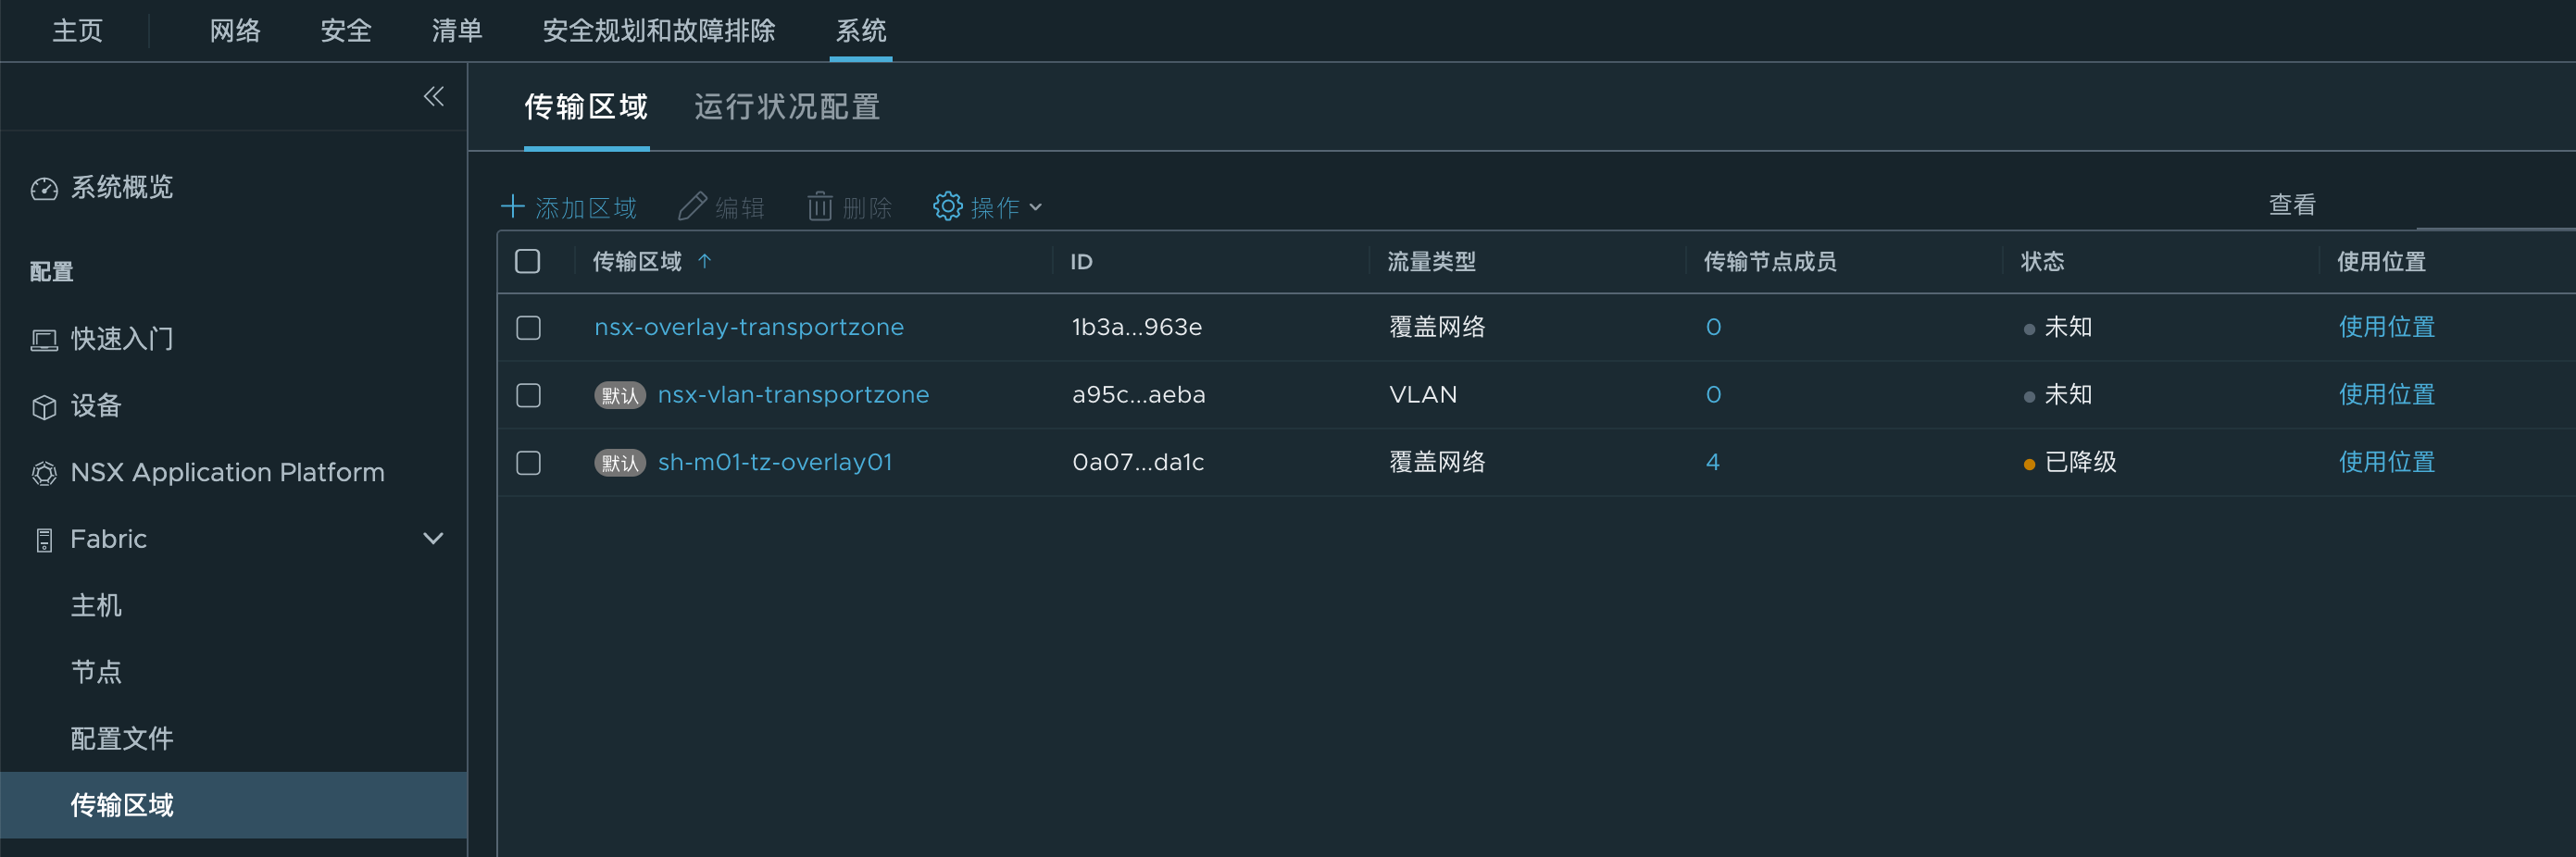 主页 网络 安全 清单 安全规划和故障排除 系统
系统概览
配置
快速入门
设备
NSX Application Platform
Fabric
主机
节点
配置文件
传输区域
传输区域 运行状况配置
添加区域 编辑 删除 操作 查看
传输区域 ID 流量类型 传输节点成员 状态 使用位置
nsx-overlay-transportzone 1b3a...963e 覆盖网络 0 未知 使用位置
默认 nsx-vlan-transportzone a95c...aeba VLAN 0 未知 使用位置
默认 sh-m01-tz-overlay01 0a07...da1c 覆盖网络 4 已降级 使用位置